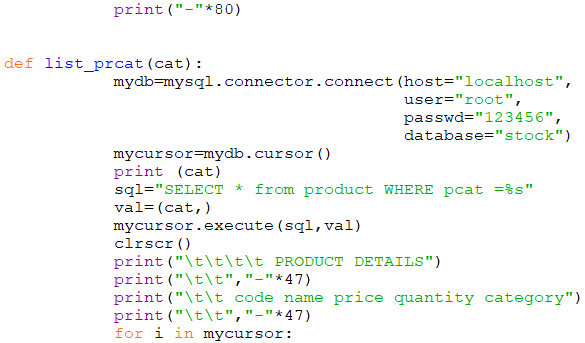 print("-"*80)
def list_prcat(cat):
mydb=mysql.connector.connect(host="localhost",
user="root",
passwd="123456",
database="stock")
mycursor=mydb.cursor()
print (cat)
sql="SELECT * from product WHERE pcat =%s"
val=(cat,)
mycursor.execute(sql,val)
clrscr()
print("\t\t\t\t PRODUCT DETAILS")
print("\t\t","-"*47)
print("\t\t code name price quantity category")
print("\t\t","-"*47)
for i in mycursor: